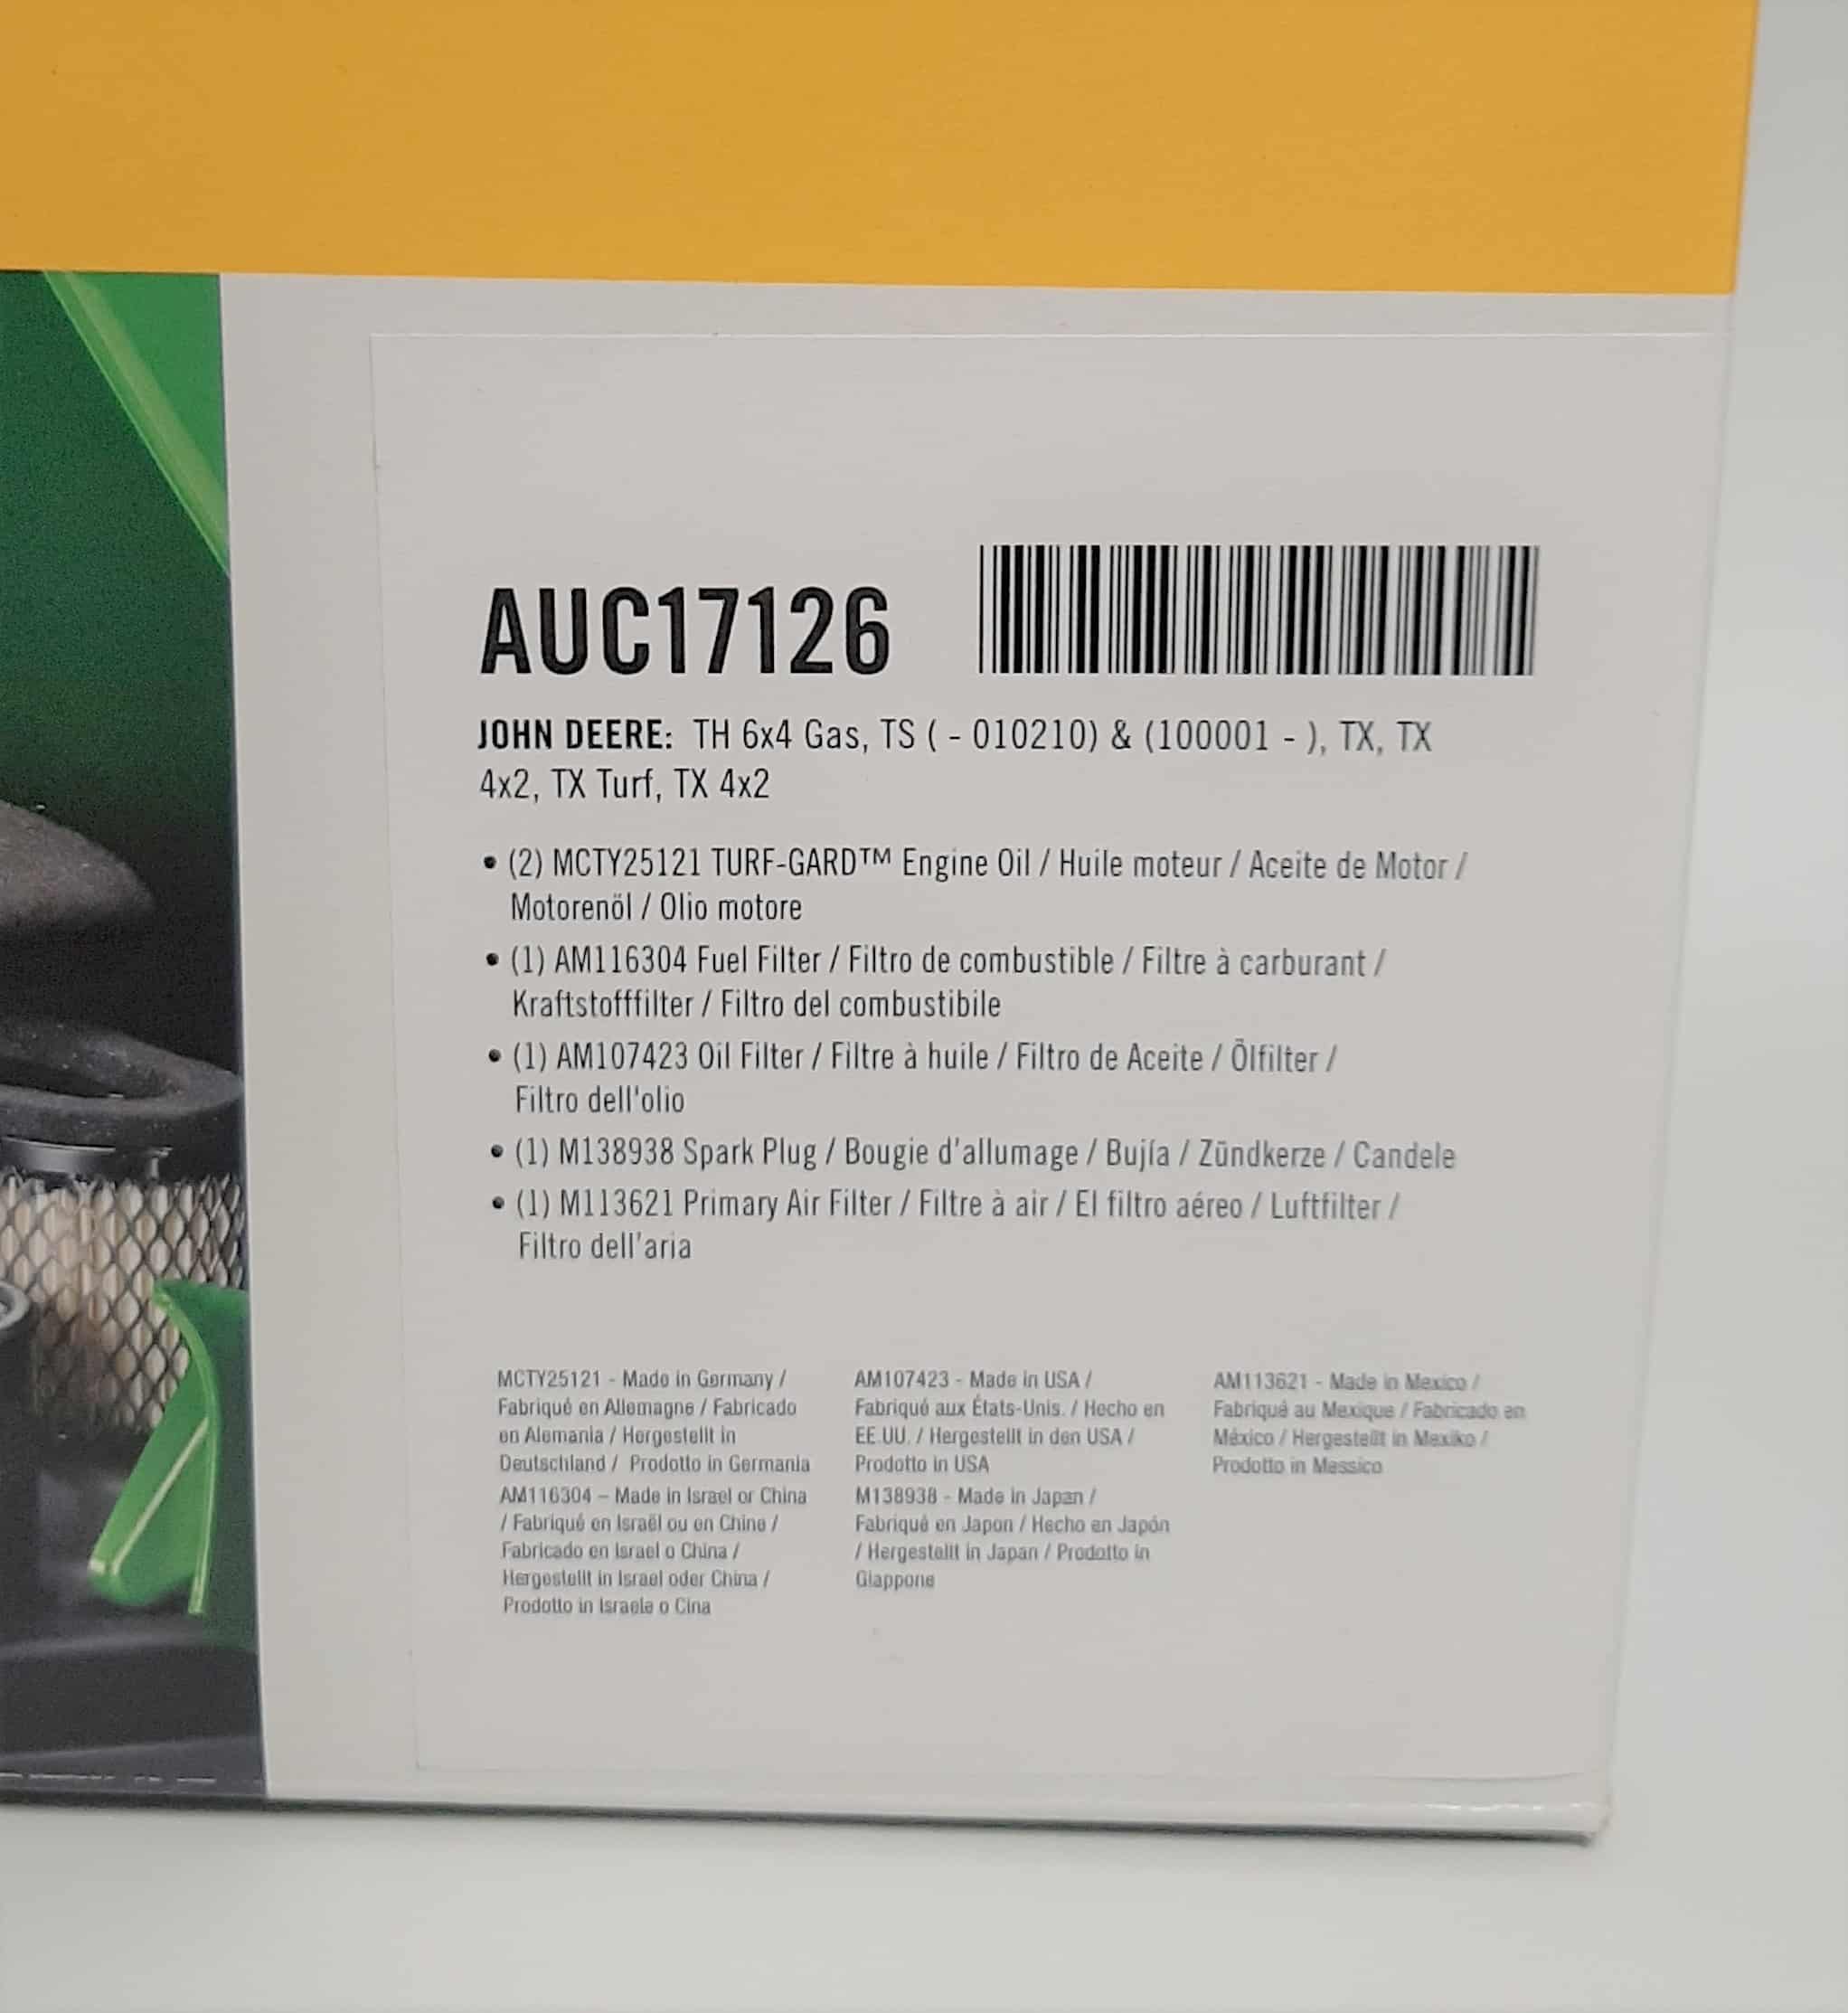 AUC17126
JOHN DEERE: TH 6x4 Gas, TS ( - 010210) & (100001 - ), TX, TX
4x2, TX Turf, TX 4x2
• (2) MCTY25121 TURF-GARD™ Engine Oil / Huile moteur / Aceite de Motor /
Motorenöl / Olio motore
• (1) AM116304 Fuel Filter / Filtro de combustible / Filtre à carburant /
Kraftstofffilter / Filtro del combustibile
• (1) AM107423 Oil Filter / Filtre à huile / Filtro de Aceite / Ölfilter /
Filtro dell'olio
• (1) M138938 Spark Plug / Bougie d'allumage / Bujía / Zündkerze / Candele
• (1) M113621 Primary Air Filter / Filtre à air / El filtro aéreo / Luftfilter /
Filtro dell'aria
MCTY25121 - Made in Germany /
Fabriqué en Allemagne / Fabricado
en Alemania / Hergestellt in
Deutschland / Prodotto in Germania
AM116304 – Made in Israel or China
/ Fabriqué en Israël ou en Chine /
Fabricado en Israel o China /
Hergestellt in Israel oder China /
Prodotto in Israele o Cina
AM107423 - Made in USA /
Fabriqué aux États-Unis. / Hecho en
EE.UU. / Hergestellt in den USA /
Prodotto in USA
M138938 - Made in Japan /
Fabriqué en Japon / Hecho en Japón
/ Hergestellt in Japan / Prodotto in
Giappone
AM113621 - Made in Mexico /
Fabriqué au Mexique / Fabricado en
México / Hergestellt in Mexiko /
Prodotto in Messico